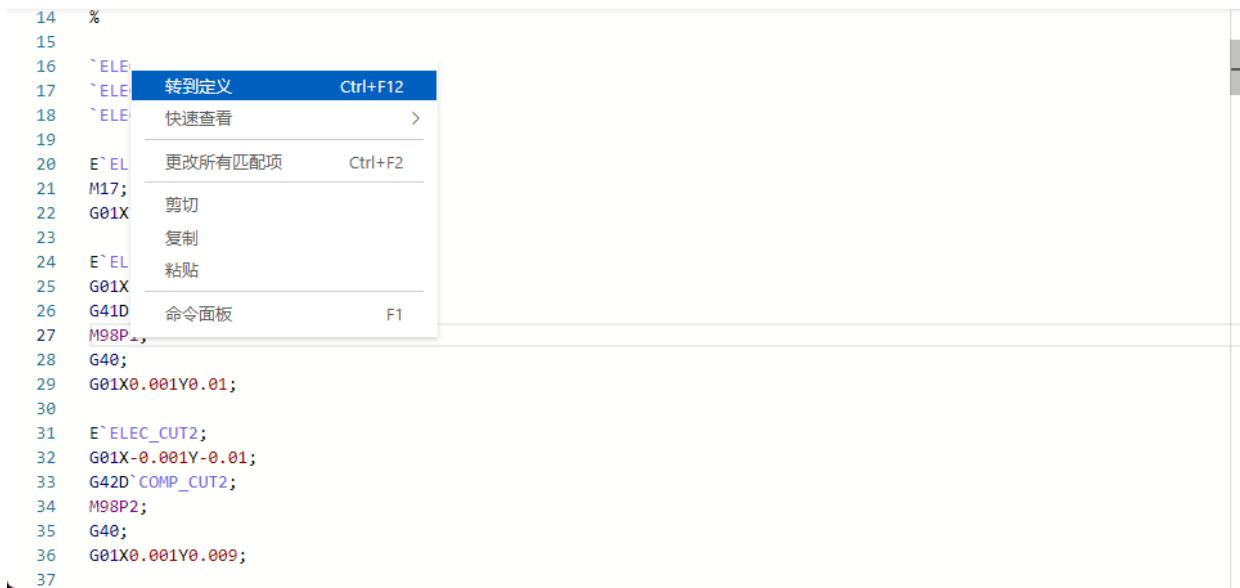 14 %
15
16 `ELE
17 `ELE
18 `ELE
19
20 E`EL
21 M17;
22 G01X
23
24 E`EL
25 G01X
26 G41D
27 M98P1;
28 G40;
29 G01X0.001Y0.01;
30
31 E`ELEC_CUT2;
32 G01X-0.001Y-0.01;
33 G42D`COMP_CUT2;
34 M98P2;
35 G40;
36 G01X0.001Y0.009;
37
转到定义 Ctrl+F12
快速查看
更改所有匹配项 Ctrl+F2
剪切
复制
粘贴
命令面板 F1